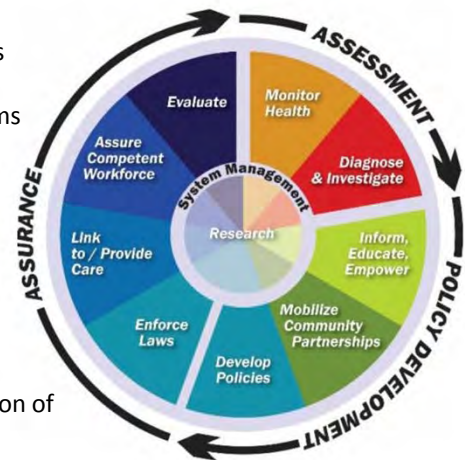 s
ms
on of
ASSESSMENT
POLICY DEVELOPMENT
ASSURANCE
Monitor
Health
Diagnose
& Investigate
Inform,
Educate,
Empower
Mobilize
Community
Partnerships
Develop
Policies
Enforce
Laws
Link
to / Provide
Care
Assure
Competent
Workforce
Evaluate
System Management
Research